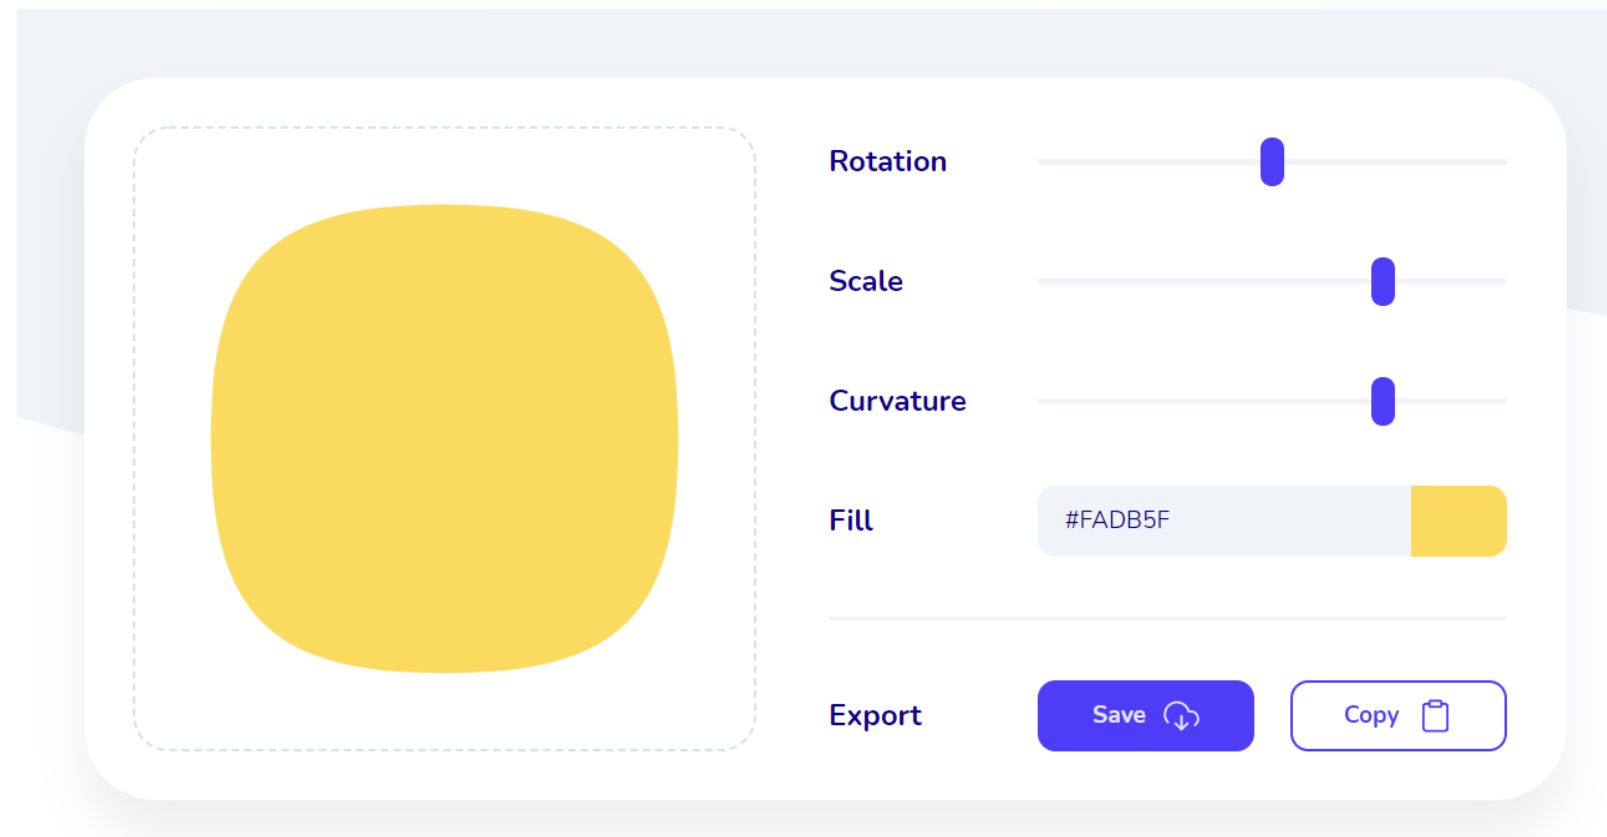 Rotation
Scale
Curvature
Fill
#FADB5F
Export
Save
Copy